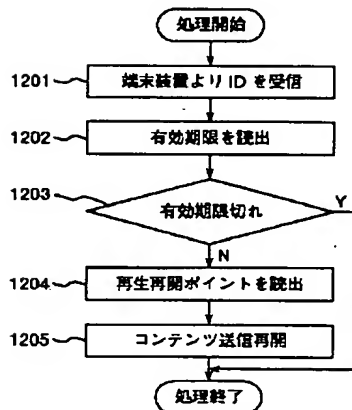 処理開始
1201
端末装置よりIDを受信
1202
有効期限を読出
1203
有効期限切れ
Y
N
1204
再生再開ポイントを読出
1205
コンテンツ送信再開
処理終了